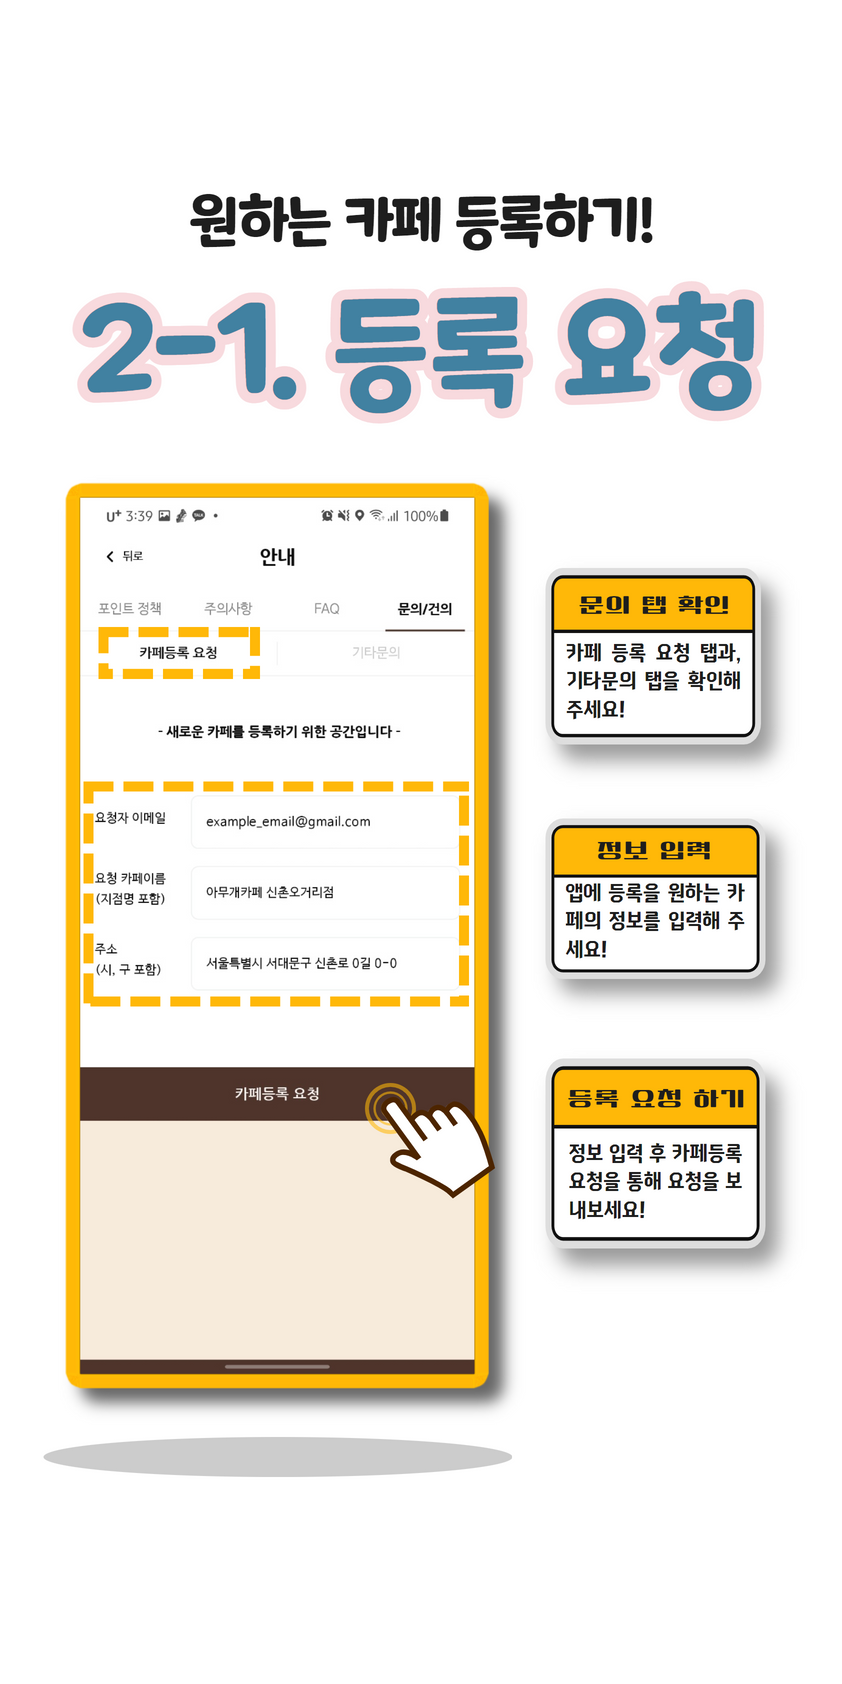 원하는 카페 등록하기!
2-1. 등록 요청
U+ 3:39 100%
뒤로
안내
포인트 정책 주의사항 FAQ 문의/건의
카페등록 요청 기타문의
- 새로운 카페를 등록하기 위한 공간입니다 -
요청자 이메일 example_email@gmail.com
요청 카페이름
(지점명 포함)
아무개카페 신촌오거리점
주소
(시, 구 포함)
서울특별시 서대문구 신촌로 0길 0-0
카페등록 요청
문의 탭 확인
카페 등록 요청 탭과,
기타문의 탭을 확인해
주세요!
정보 입력
앱에 등록을 원하는 카
페의 정보를 입력해 주
세요!
등록 요청 하기
정보 입력 후 카페등록
요청을 통해 요청을 보
내보세요!